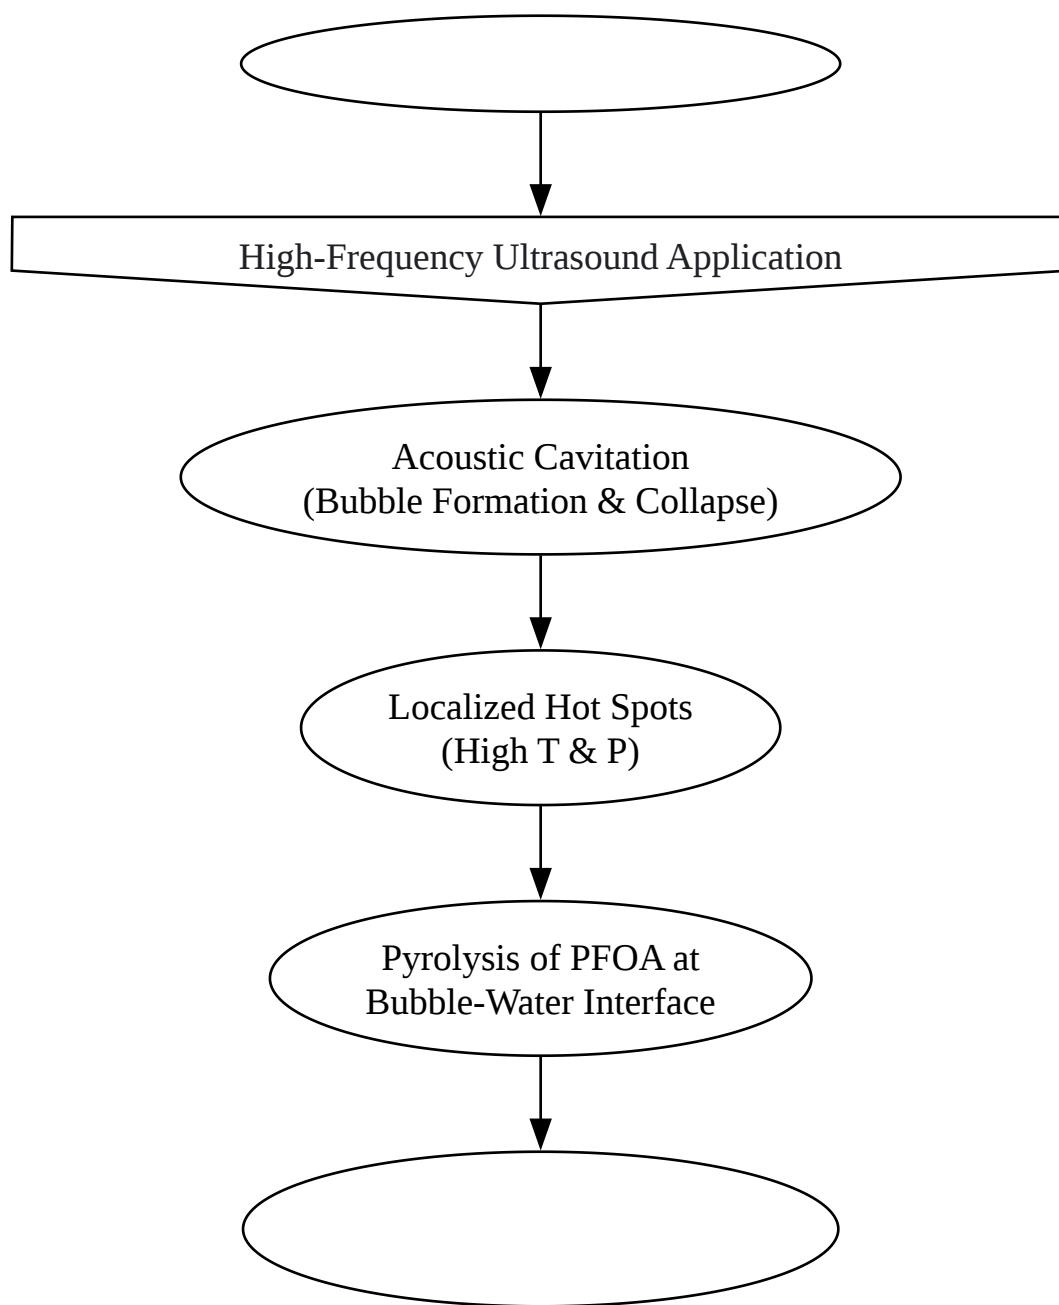 High-Frequency Ultrasound Application
Acoustic Cavitation
(Bubble Formation & Collapse)
Localized Hot Spots
(High T & P)
Pyrolysis of PFOA at
Bubble-Water Interface